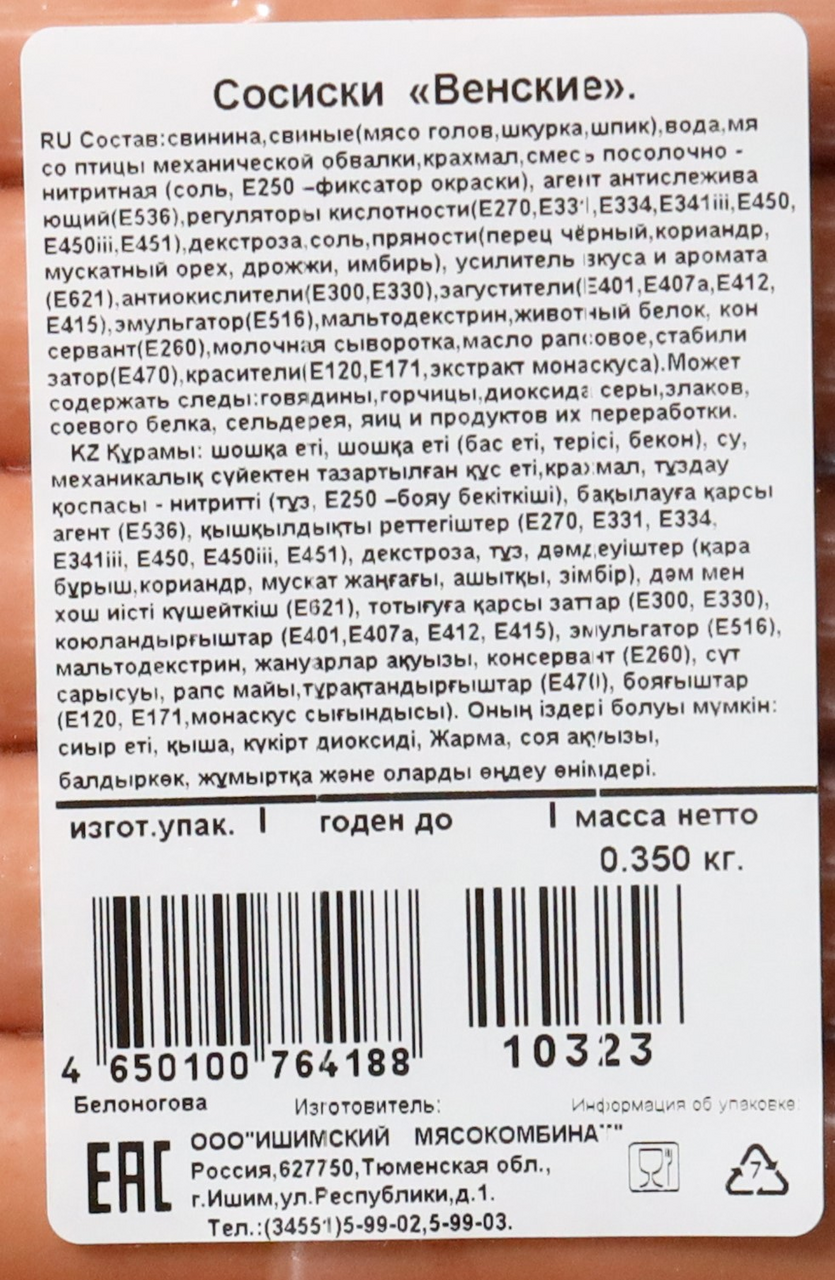 Сосиски «Венские».
RU Состав:свинина,свиные(мясо голов,шкурка,шпик),вода,мя
со птицы механической обвалки,крахмал,смесь посолочно -
нитритная (соль, Е250 –фиксатор окраски), агент антислежива
ющий(Е536),регуляторы кислотности(Е270,Е331,Е334,Е341iii,Е450,
Е450iii,Е451),декстроза,соль,пряности(перец чёрный,кориандр,
мускатный орех, дрожжи, имбирь), усилитель вкуса и аромата
(Е621),антиокислители(Е300,Е330),загустители(Е401,Е407а,Е412,
Е415),эмульгатор(Е516),мальтодекстрин,животный белок, кон
сервант(Е260),молочная сыворотка,масло рапсовое,стабили
затор(Е470),красители(Е120,Е171,экстракт монаскуса).Может
содержать следы:говядины,горчицы,диоксида серы,злаков,
соевого белка, сельдерея, яиц и продуктов их переработки.
KZ Құрамы: шошқа еті, шошқа еті (бас еті, терісі, бекон), су,
механикалық сүйектен тазартылған құс еті,крахмал, тұздау
қоспасы - нитритті (тұз, Е250 –бояу бекіткіші), бақылауға қарсы
агент (Е536), қышқылдықты реттегіштер (Е270, Е331, Е334,
Е341iii, Е450, Е450iii, Е451), декстроза, тұз, дәмдеуіштер (қара
бұрыш,кориандр, мускат жаңғағы, ашытқы, зімбір), дәм мен
хош иісті күшейткіш (Е621), тотығуға қарсы заттар (Е300, Е330),
коюландырғыштар (Е401,Е407а, Е412, Е415), эмульгатор (Е516),
мальтодекстрин, жануарлар ақуызы, консервант (Е260), сүт
сарысуы, рапс майы,тұрақтандырғыштар (Е470), бояғыштар
(Е120, Е171,монаскус сығындысы). Оның іздері болуы мүмкін:
сиыр еті, қыша, күкірт диоксиді, Жарма, соя ақуызы,
балдыркөк, жұмыртқа және оларды өңдеу өнімдері.
изгот.упак. | годен до | масса нетто
0.350 кг.
4 650100 764188
10323
Белоногова Изготовитель: Информация об упаковке:
ЕАС
ООО"ИШИМСКИЙ МЯСОКОМБИНАТ"
Россия,627750,Тюменская обл.,
г.Ишим,ул.Республики,д.1.
Тел.:(34551)5-99-02,5-99-03.
7